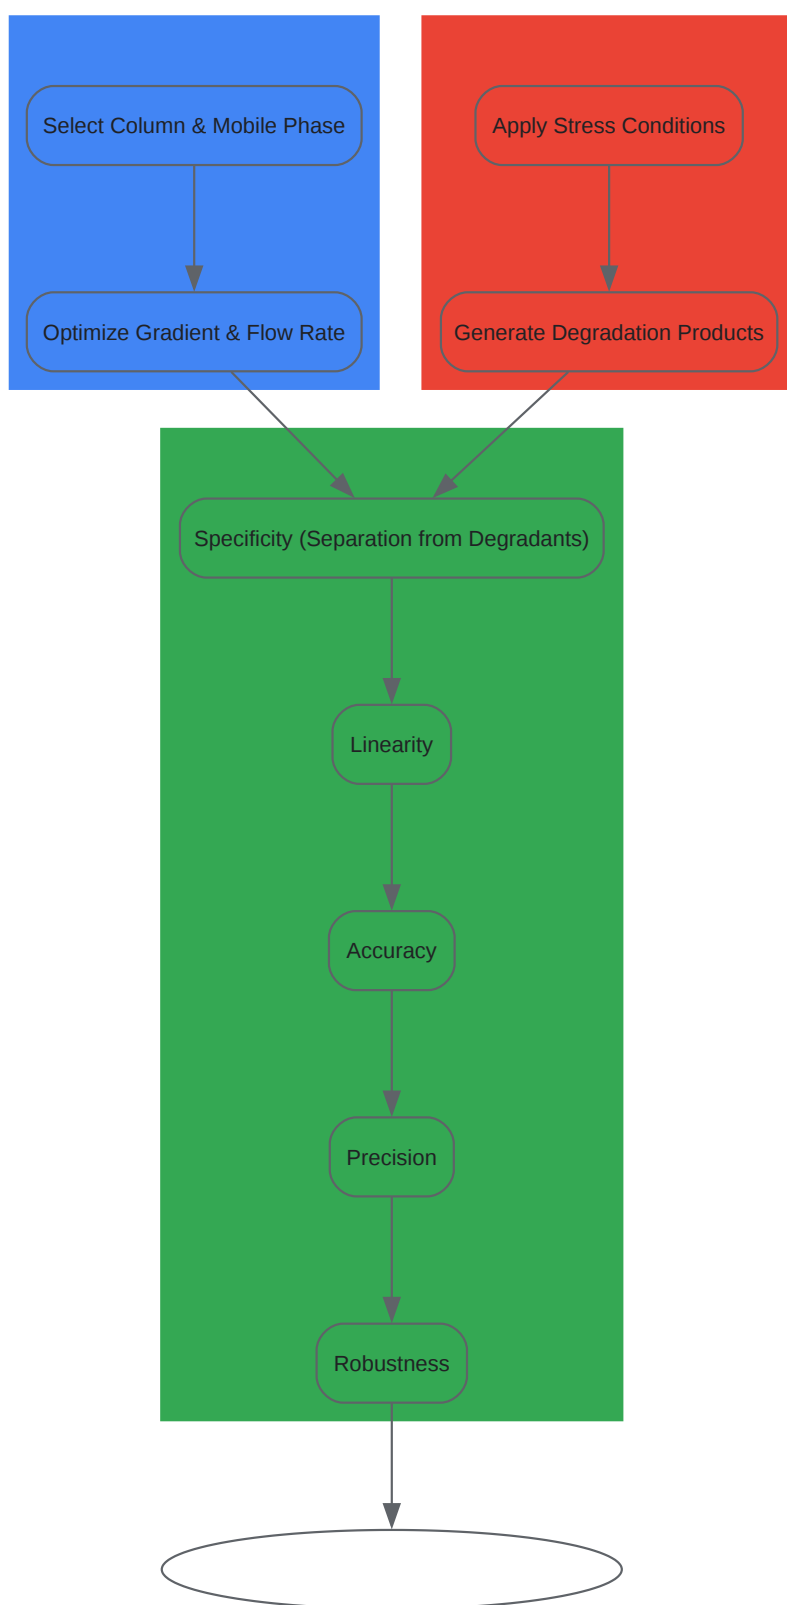 Select Column & Mobile Phase
Apply Stress Conditions
Optimize Gradient & Flow Rate
Generate Degradation Products
Specificity (Separation from Degradants)
Linearity
Accuracy
Precision
Robustness